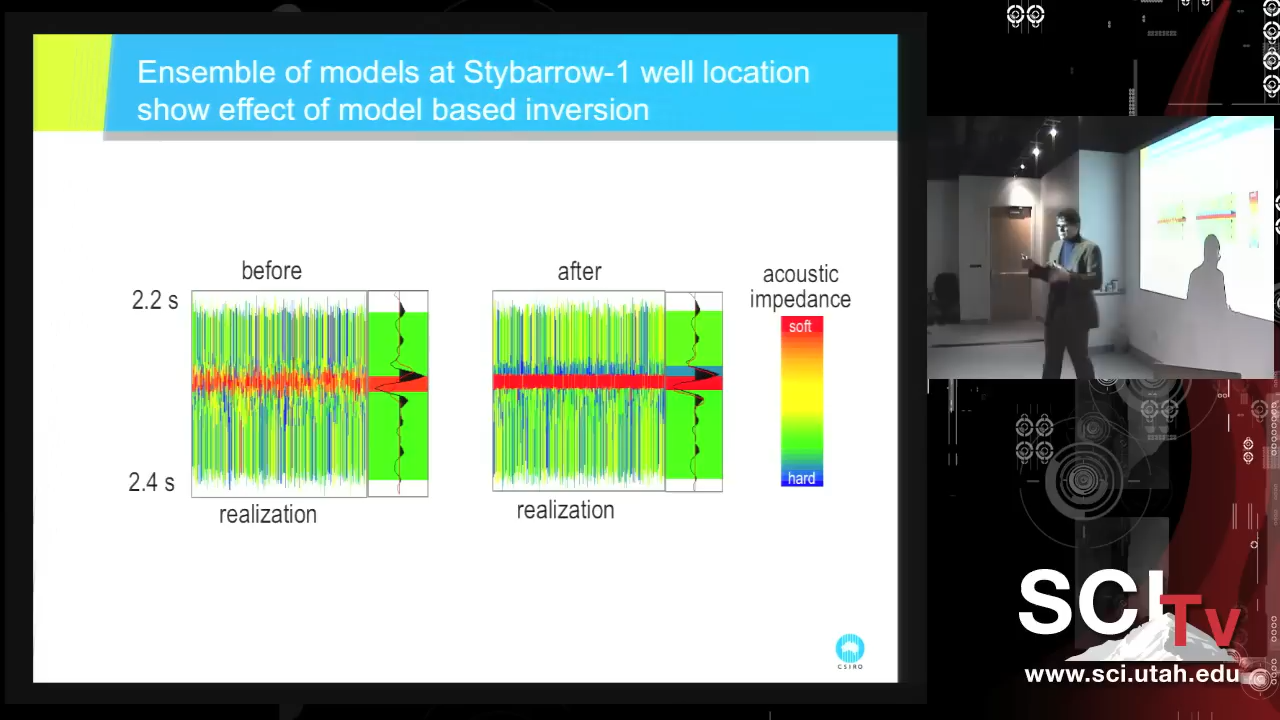 Ensemble of models at Stybarrow-1 well location
show effect of model based inversion
before
after
acoustic
impedance
2.2 s
soft
2.4 s
hard
realization
realization
CSIRO
SCI
Tv
www.sci.utah.edu